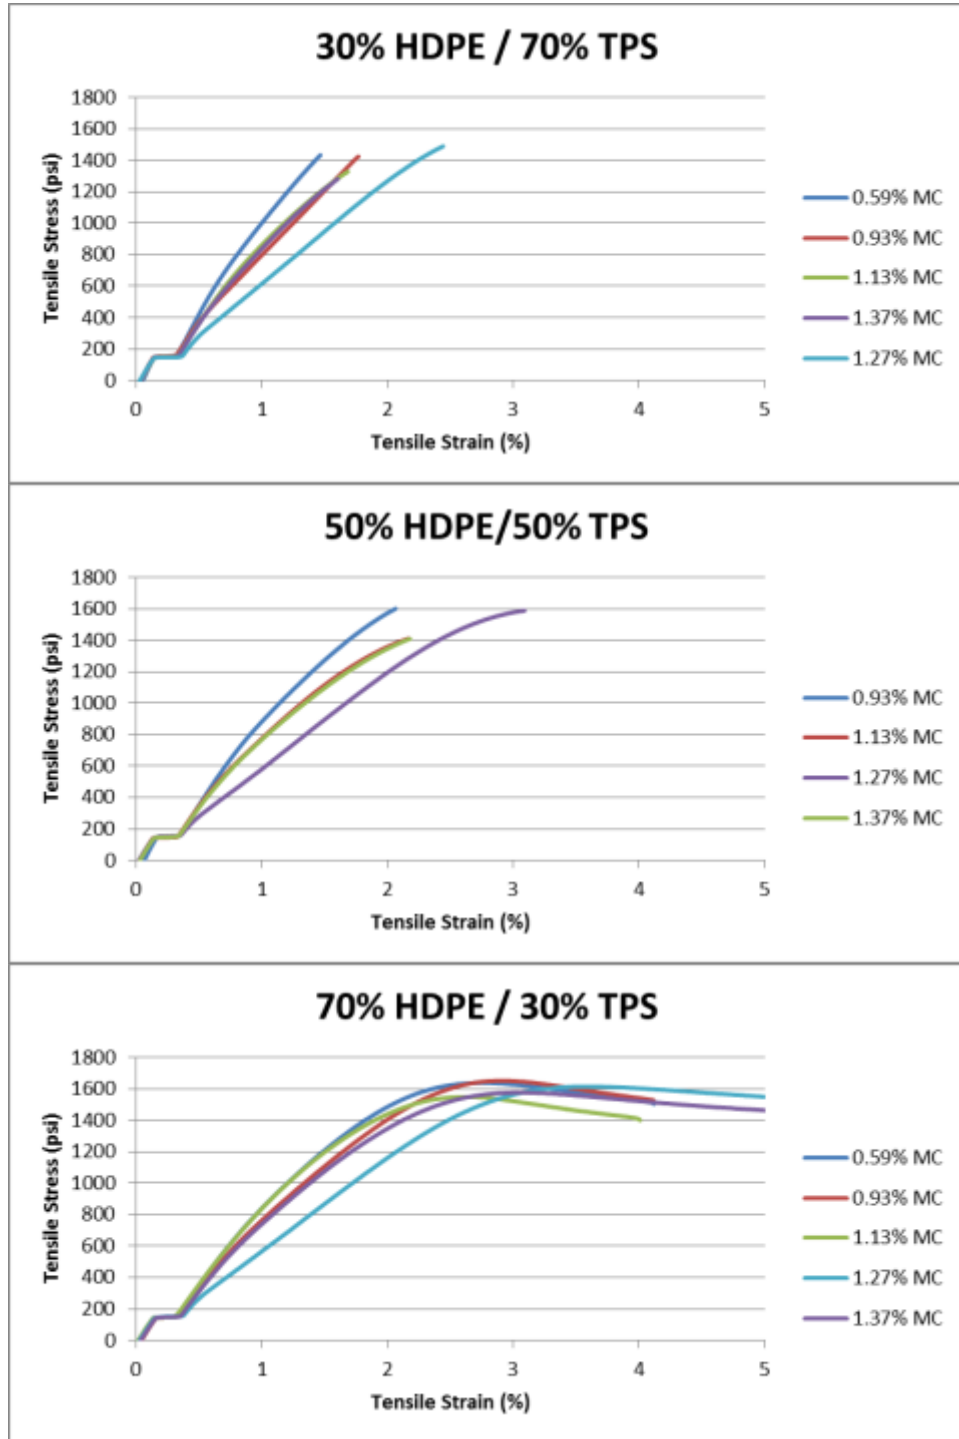 30% HDPE / 70% TPS
1800
1600
1400
1200
1000
800
600
400
200
0
Tensile Stress (psi)
0 1 2 3 4 5
Tensile Strain (%)
0.59% MC
0.93% MC
1.13% MC
1.37% MC
1.27% MC
50% HDPE/50% TPS
1800
1600
1400
1200
1000
800
600
400
200
0
Tensile Stress (psi)
0 1 2 3 4 5
Tensile Strain (%)
0.93% MC
1.13% MC
1.27% MC
1.37% MC
70% HDPE / 30% TPS
1800
1600
1400
1200
1000
800
600
400
200
0
Tensile Stress (psi)
0 1 2 3 4 5
Tensile Strain (%)
0.59% MC
0.93% MC
1.13% MC
1.27% MC
1.37% MC